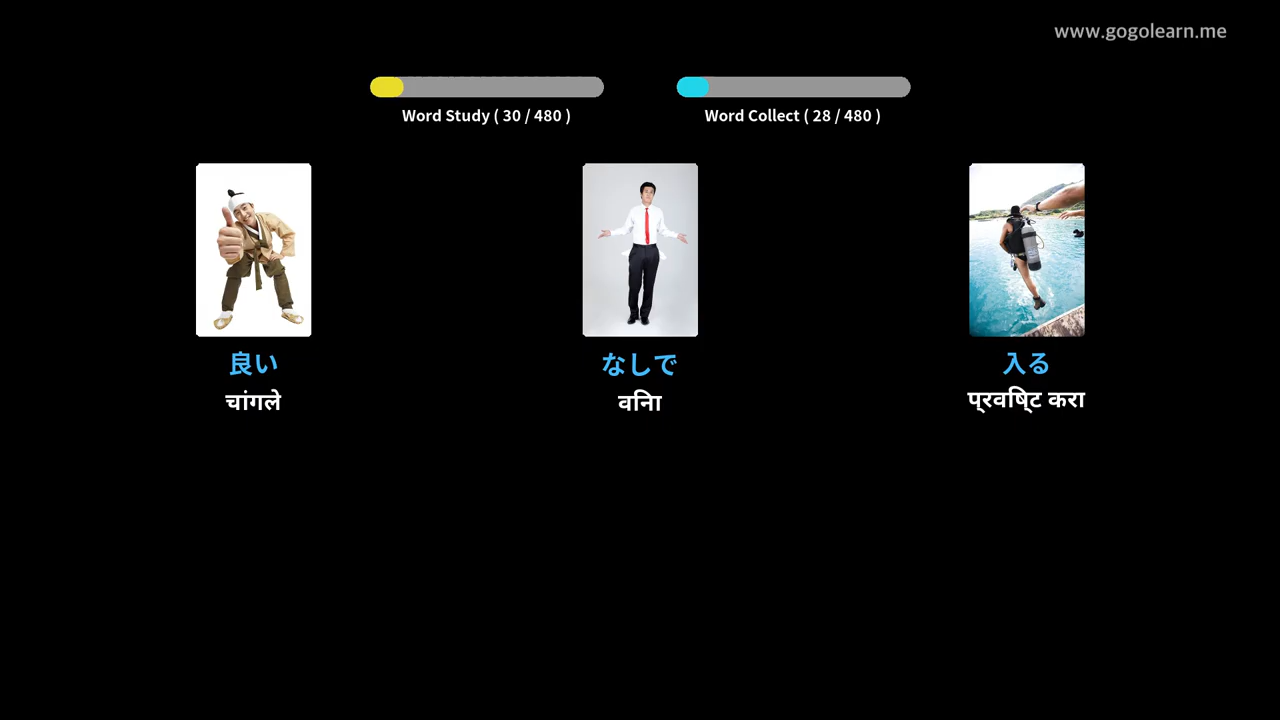 www.gogolearn.me
Word Study ( 30 / 480 )
Word Collect ( 28 / 480 )
良い
なしで
入る
चांगले
विना
प्रविष्ट करा